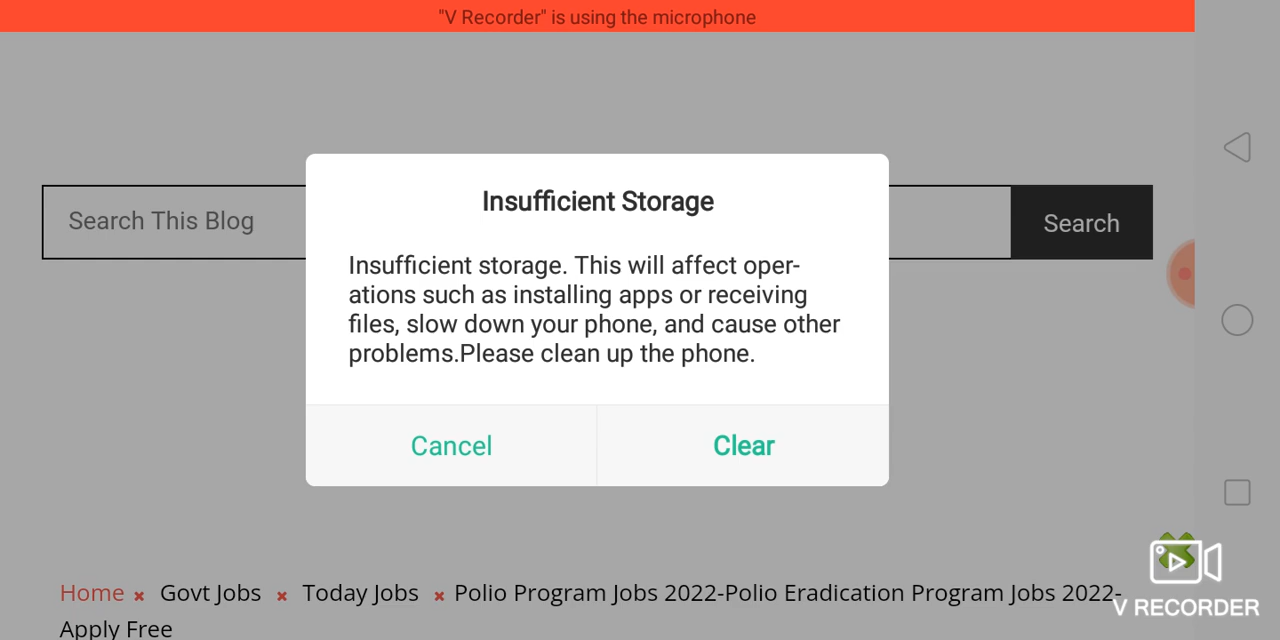 "V Recorder" is using the microphone
Search This Blog
Search
Insufficient Storage
Insufficient storage. This will affect oper-
ations such as installing apps or receiving
files, slow down your phone, and cause other
problems.Please clean up the phone.
Cancel
Clear
Home × Govt Jobs × Today Jobs × Polio Program Jobs 2022-Polio Eradication Program Jobs 2022-
Apply Free
V RECORDER